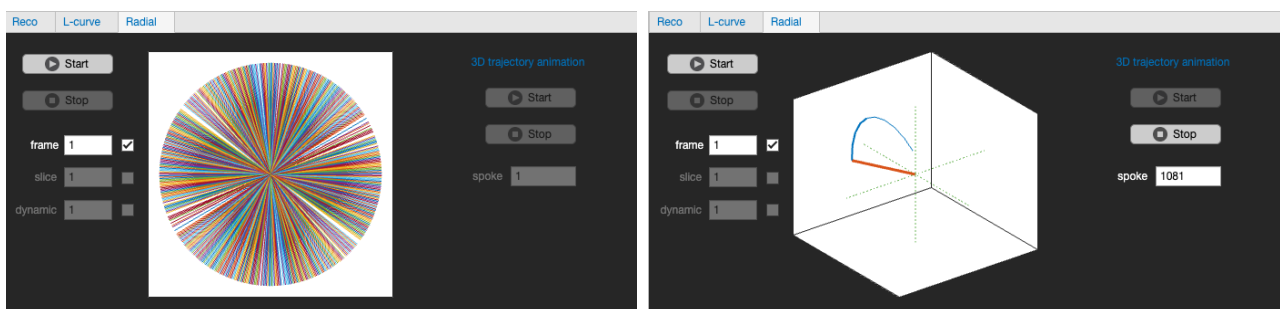 Reco L-curve Radial
Start
3D trajectory animation
Stop
Start
frame 1
Stop
slice 1
spoke 1
dynamic 1
Reco L-curve Radial
Start
3D trajectory animation
Stop
Start
frame 1
Stop
slice 1
spoke 1081
dynamic 1